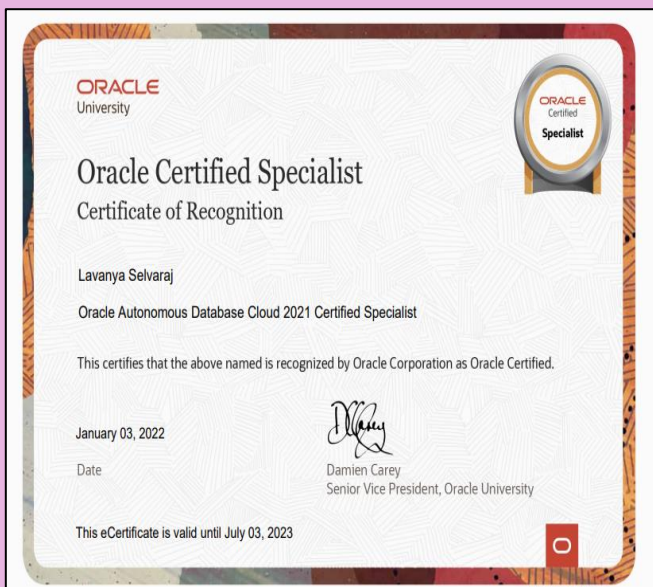 ORACLE
University
ORACLE
Certified
Specialist
Oracle Certified Specialist
Certificate of Recognition
Lavanya Selvaraj
Oracle Autonomous Database Cloud 2021 Certified Specialist
This certifies that the above named is recognized by Oracle Corporation as Oracle Certified.
January 03, 2022
Date
DCarey
Damien Carey
Senior Vice President, Oracle University
This eCertificate is valid until July 03, 2023